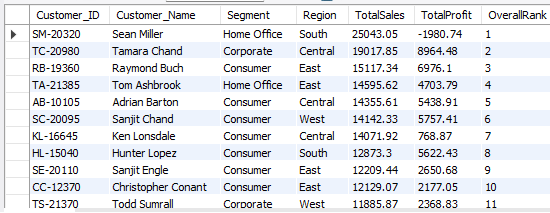 Customer_ID Customer_Name Segment Region TotalSales TotalProfit OverallRank
SM-20320 Sean Miller Home Office South 25043.05 -1980.74 1
TC-20980 Tamara Chand Corporate Central 19017.85 8964.48 2
RB-19360 Raymond Buch Consumer East 15117.34 6976.1 3
TA-21385 Tom Ashbrook Home Office East 14595.62 4703.79 4
AB-10105 Adrian Barton Consumer Central 14355.61 5438.91 5
SC-20095 Sanjit Chand Consumer West 14142.33 5757.41 6
KL-16645 Ken Lonsdale Consumer Central 14071.92 768.87 7
HL-15040 Hunter Lopez Consumer South 12873.3 5622.43 8
SE-20110 Sanjit Engle Consumer East 12209.44 2650.68 9
CC-12370 Christopher Conant Consumer East 12129.07 2177.05 10
TS-21370 Todd Sumrall Corporate West 11885.87 2368.83 11